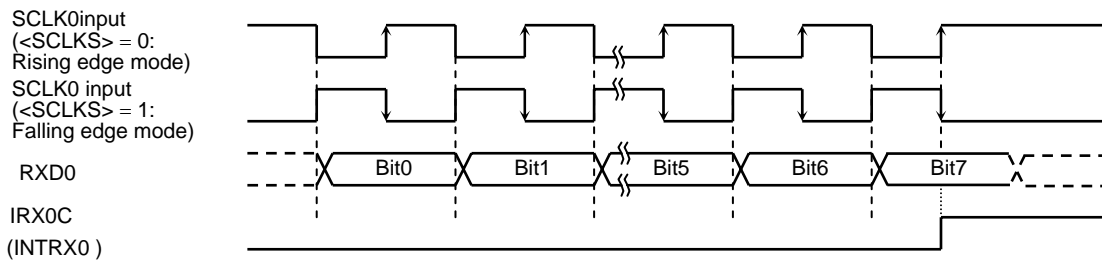 SCLK0input
(<SCLKS> = 0:
Rising edge mode)
SCLK0 input
(<SCLKS> = 1:
Falling edge mode)
RXD0
Bit0
Bit1
Bit5
Bit6
Bit7
IRX0C
(INTRX0 )